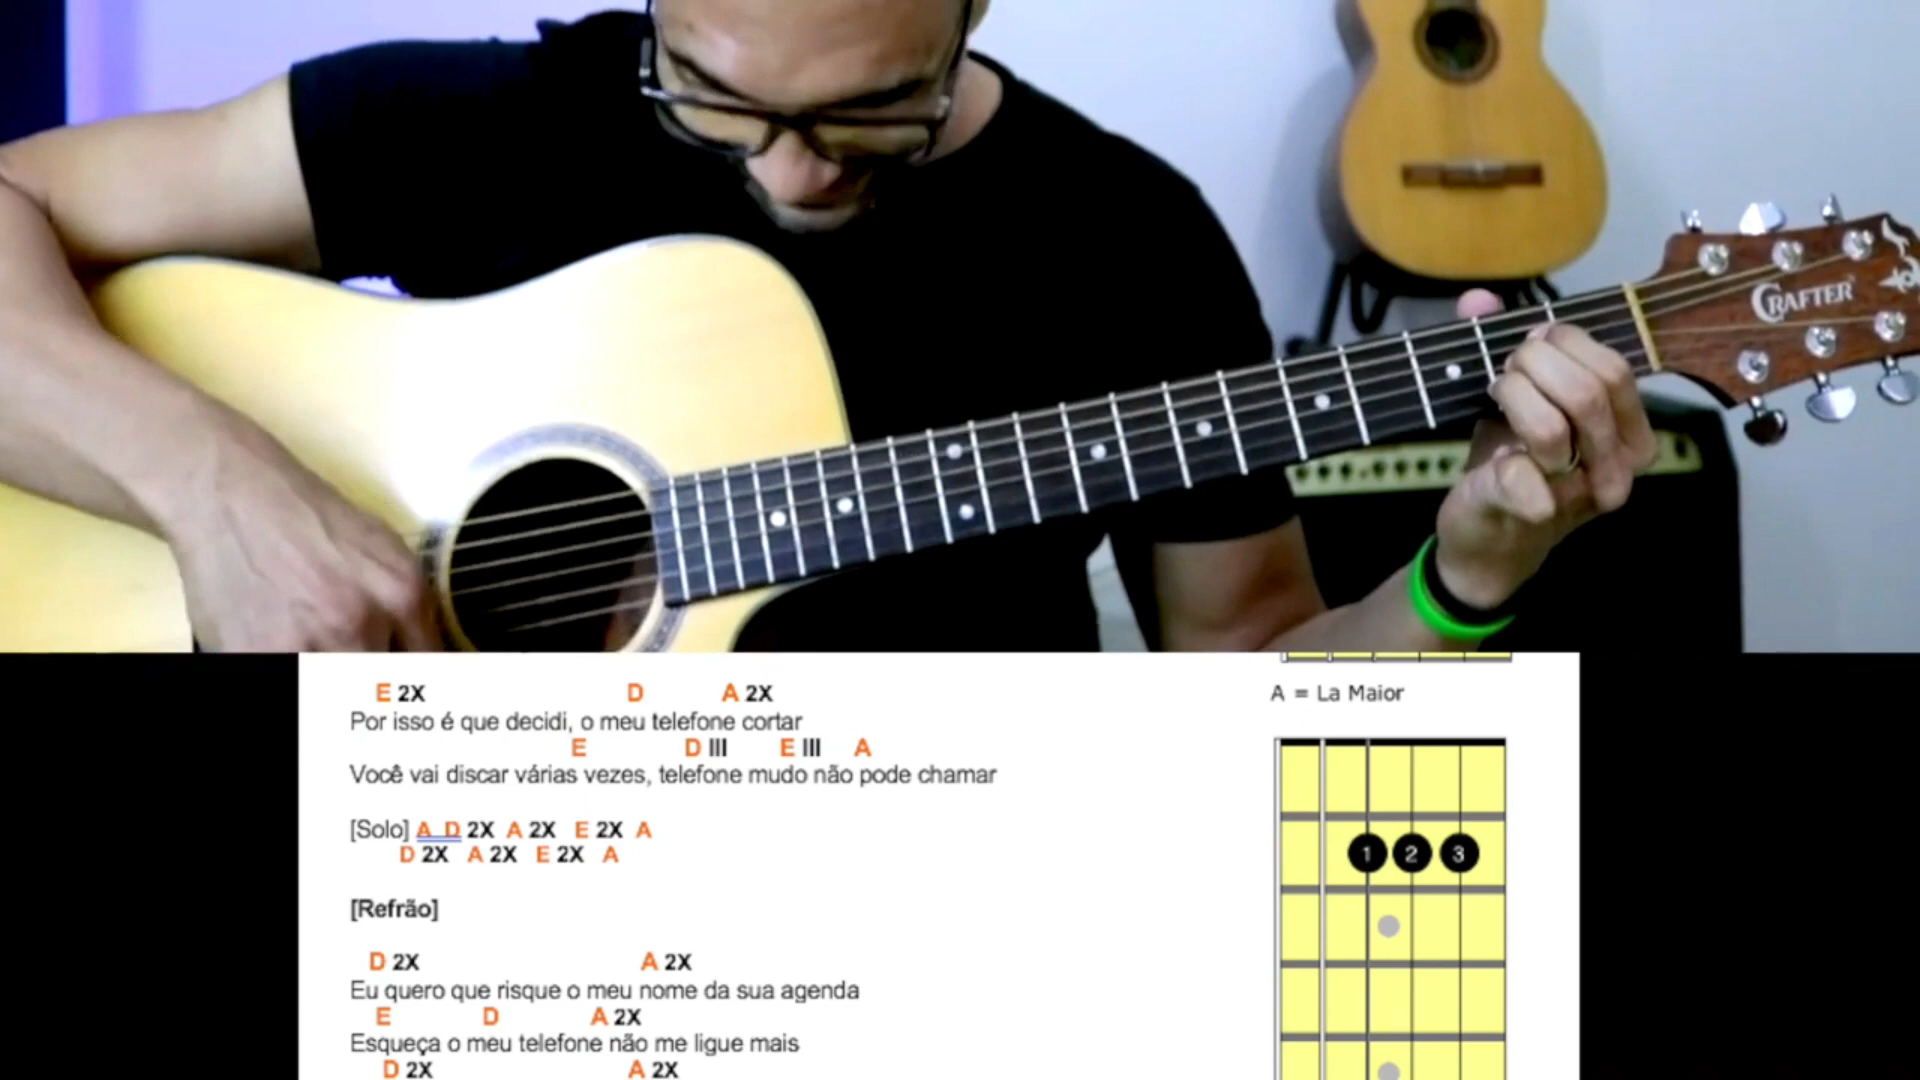 CRAFTER
E 2X D A 2X
Por isso é que decidi, o meu telefone cortar
E D III E III A
Você vai discar várias vezes, telefone mudo não pode chamar
[Solo] A D 2X A 2X E 2X A
D 2X A 2X E 2X A
[Refrão]
D 2X A 2X
Eu quero que risque o meu nome da sua agenda
E D A 2X
Esqueça o meu telefone não me ligue mais
D 2X A 2X
A = La Maior
1 2 3